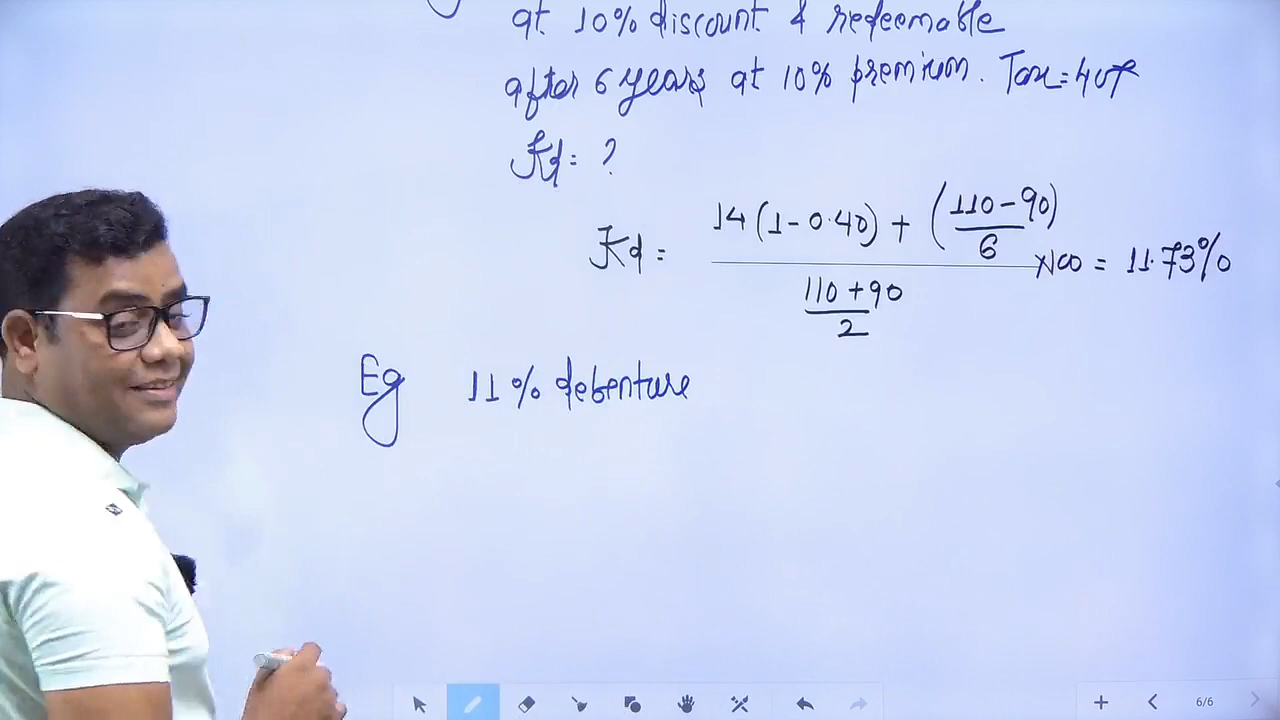 at 10% discount & redeemable
after 6 years at 10% premium. Tax = 40%
Kd = ?
Kd = 14(1-0.40) + (110-90)/6 / (110+90)/2 ×100 = 11.73%
Eg 11% debenture
6/6